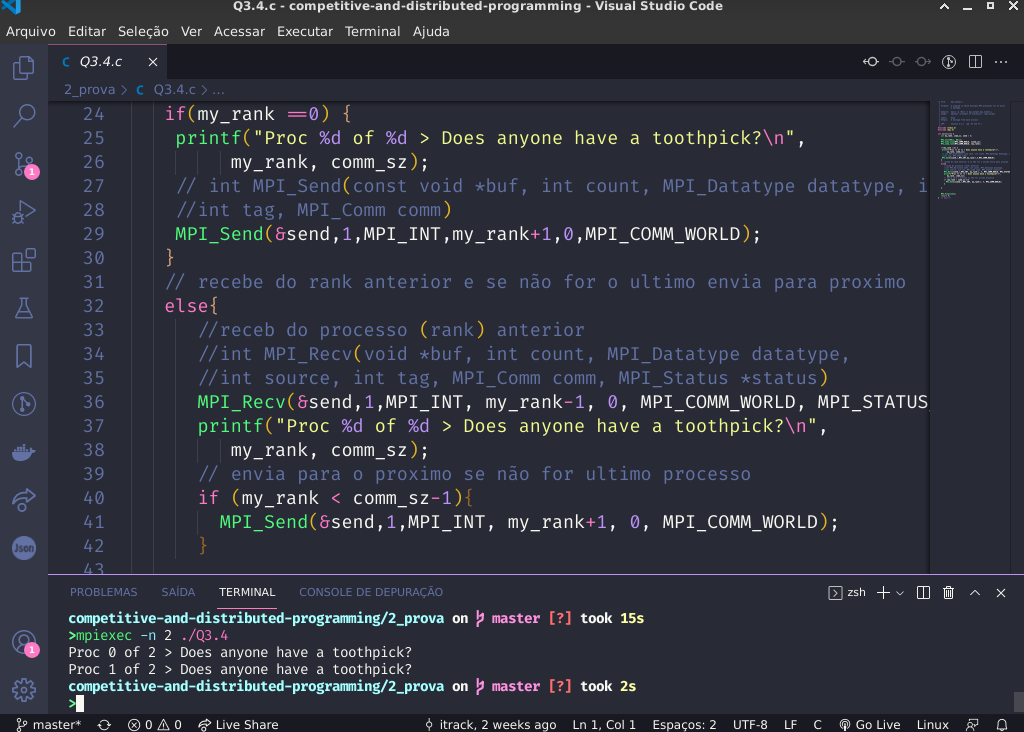 Q3.4.c - competitive-and-distributed-programming - Visual Studio Code
Arquivo Editar Seleção Ver Acessar Executar Terminal Ajuda
C Q3.4.c ×
2_prova > C Q3.4.c > ...
24 if(my_rank ==0) {
25 printf("Proc %d of %d > Does anyone have a toothpick?\n",
26 my_rank, comm_sz);
27 // int MPI_Send(const void *buf, int count, MPI_Datatype datatype, i
28 //int tag, MPI_Comm comm)
29 MPI_Send(&send,1,MPI_INT,my_rank+1,0,MPI_COMM_WORLD);
30 }
31 // recebe do rank anterior e se não for o ultimo envia para proximo
32 else{
33 //receb do processo (rank) anterior
34 //int MPI_Recv(void *buf, int count, MPI_Datatype datatype,
35 //int source, int tag, MPI_Comm comm, MPI_Status *status)
36 MPI_Recv(&send,1,MPI_INT, my_rank-1, 0, MPI_COMM_WORLD, MPI_STATUS
37 printf("Proc %d of %d > Does anyone have a toothpick?\n",
38 my_rank, comm_sz);
39 // envia para o proximo se não for ultimo processo
40 if (my_rank < comm_sz-1){
41 MPI_Send(&send,1,MPI_INT, my_rank+1, 0, MPI_COMM_WORLD);
42 }
43
1
Json
1
PROBLEMAS SAÍDA TERMINAL CONSOLE DE DEPURAÇÃO zsh
competitive-and-distributed-programming/2_prova on master [?] took 15s
>mpiexec -n 2 ./Q3.4
Proc 0 of 2 > Does anyone have a toothpick?
Proc 1 of 2 > Does anyone have a toothpick?
competitive-and-distributed-programming/2_prova on master [?] took 2s
>
master* 0 0 Live Share itrack, 2 weeks ago Ln 1, Col 1 Espaços: 2 UTF-8 LF C Go Live Linux